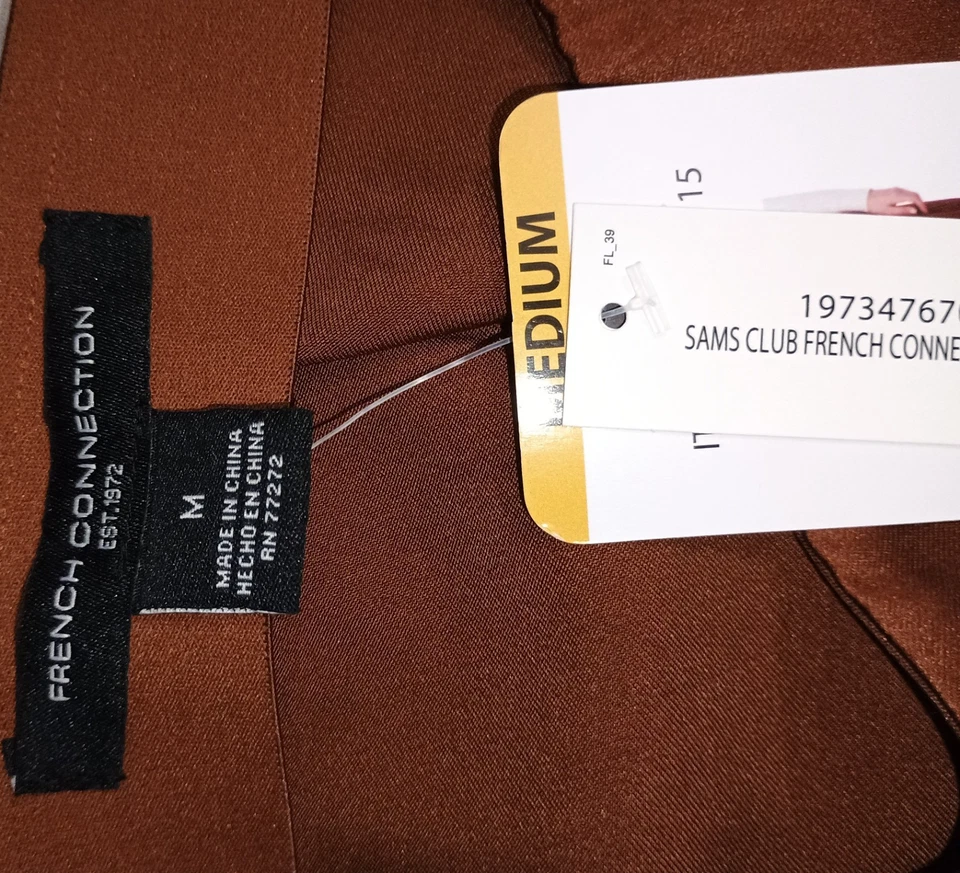 FRENCH CONNECTION
EST.1972
M
MADE IN CHINA
HECHO EN CHINA
RN 77272
MEDIUM
15
FL_39
19734767
SAMS CLUB FRENCH CONNE